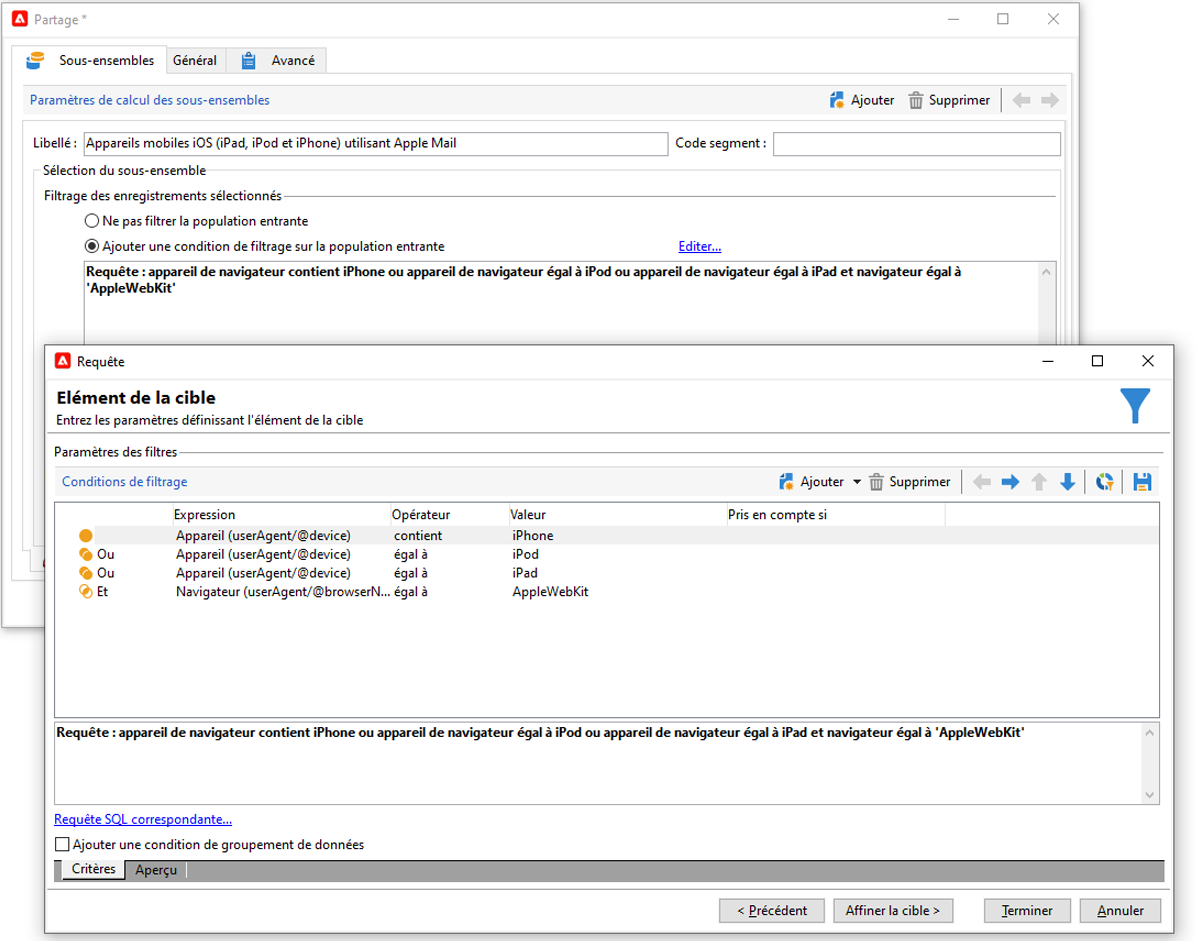 Partage *
Sous-ensembles Général Avancé
Paramètres de calcul des sous-ensembles Ajouter Supprimer
Libellé : Appareils mobiles iOS (iPad, iPod et iPhone) utilisant Apple Mail Code segment :
Sélection du sous-ensemble
Filtrage des enregistrements sélectionnés
Ne pas filtrer la population entrante
Ajouter une condition de filtrage sur la population entrante Editer...
Requête : appareil de navigateur contient iPhone ou appareil de navigateur égal à iPod ou appareil de navigateur égal à iPad et navigateur égal à
'AppleWebKit'
Requête
Elément de la cible
Entrez les paramètres définissant l'élément de la cible
Paramètres des filtres
Conditions de filtrage Ajouter Supprimer
Expression Opérateur Valeur Pris en compte si
Appareil (userAgent/@device) contient iPhone
Ou Appareil (userAgent/@device) égal à iPod
Ou Appareil (userAgent/@device) égal à iPad
Et Navigateur (userAgent/@browserN... égal à AppleWebKit
Requête : appareil de navigateur contient iPhone ou appareil de navigateur égal à iPod ou appareil de navigateur égal à iPad et navigateur égal à 'AppleWebKit'
Requête SQL correspondante...
Ajouter une condition de groupement de données
Critères Aperçu
< Précédent Affiner la cible > Terminer Annuler